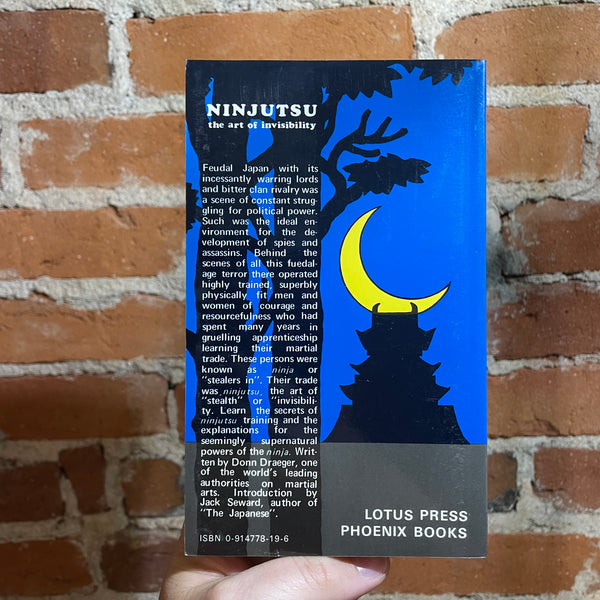 NINJUTSU
the art of invisibility
Feudal Japan with its
incessantly warring lords
and bitter clan rivalry was
a scene of constant strug-
gling for political power.
Such was the ideal en-
vironment for the de-
velopment of spies and
assassins. Behind the
scenes of all this fuedal-
age terror there operated
highly trained, superbly
physically fit men and
women of courage and
resourcefulness who had
spent many years in
gruelling apprenticeship
learning their martial
trade. These persons were
known as ninja or
"stealers in". Their trade
was ninjutsu, the art of
"stealth" or "invisibili-
ty. Learn the secrets of
ninjutsu training and the
explanations for the
seemingly supernatural
powers of the ninja. Writ-
ten by Donn Draeger, one
of the world's leading
authorities on martial
arts. Introduction by
Jack Seward, author of
"The Japanese".
ISBN 0-914778-19-6
LOTUS PRESS
PHOENIX BOOKS